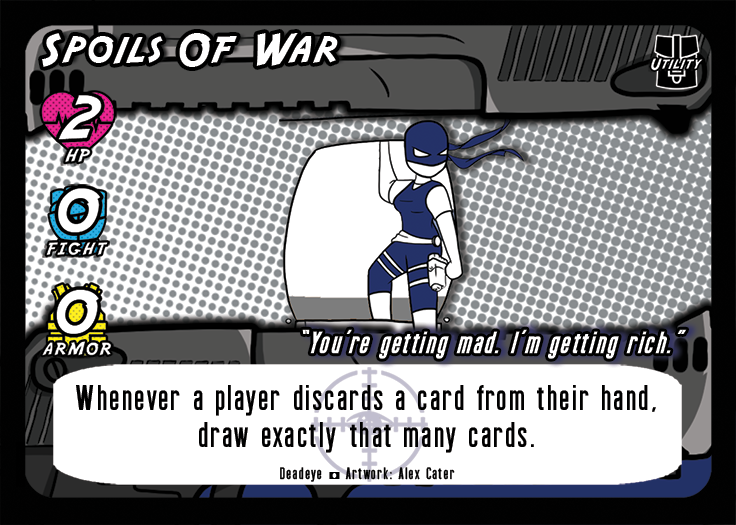 Spoils Of War
Utility
2
HP
0
Fight
0
Armor
"You're getting mad. I'm getting rich."
Whenever a player discards a card from their hand,
draw exactly that many cards.
Deadeye Artwork: Alex Cater